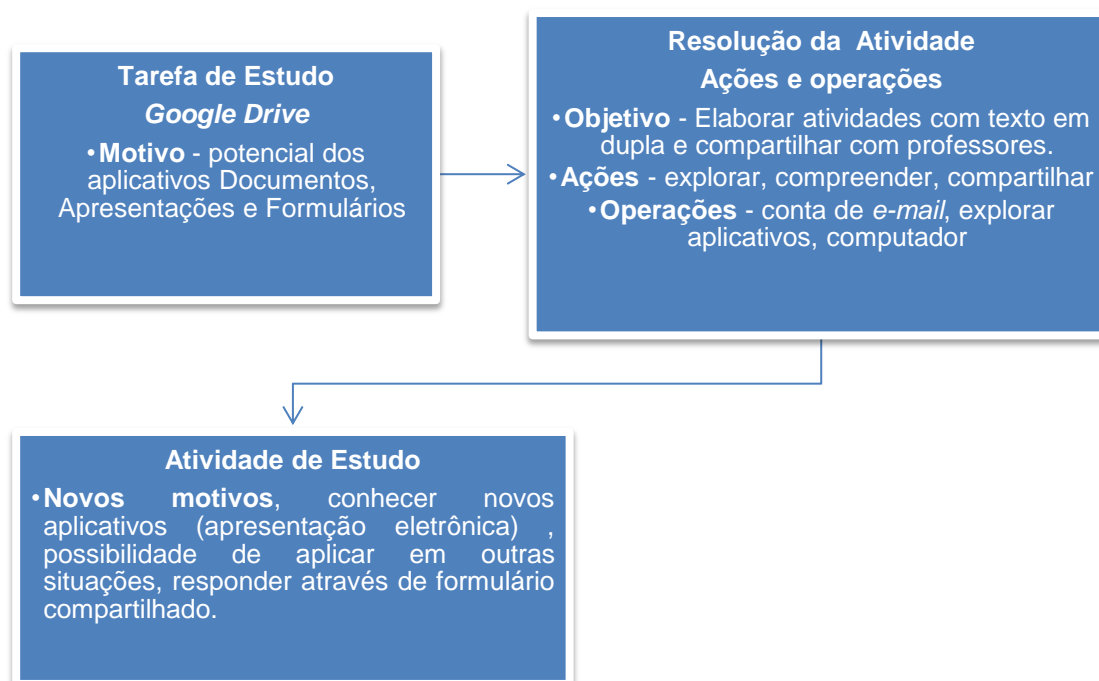 Tarefa de Estudo
Google Drive
• Motivo - potencial dos
aplicativos Documentos,
Apresentações e Formulários
Resolução da Atividade
Ações e operações
• Objetivo - Elaborar atividades com texto em
dupla e compartilhar com professores.
• Ações - explorar, compreender, compartilhar
• Operações - conta de e-mail, explorar
aplicativos, computador
Atividade de Estudo
• Novos motivos, conhecer novos
aplicativos (apresentação eletrônica) ,
possibilidade de aplicar em outras
situações, responder através de formulário
compartilhado.